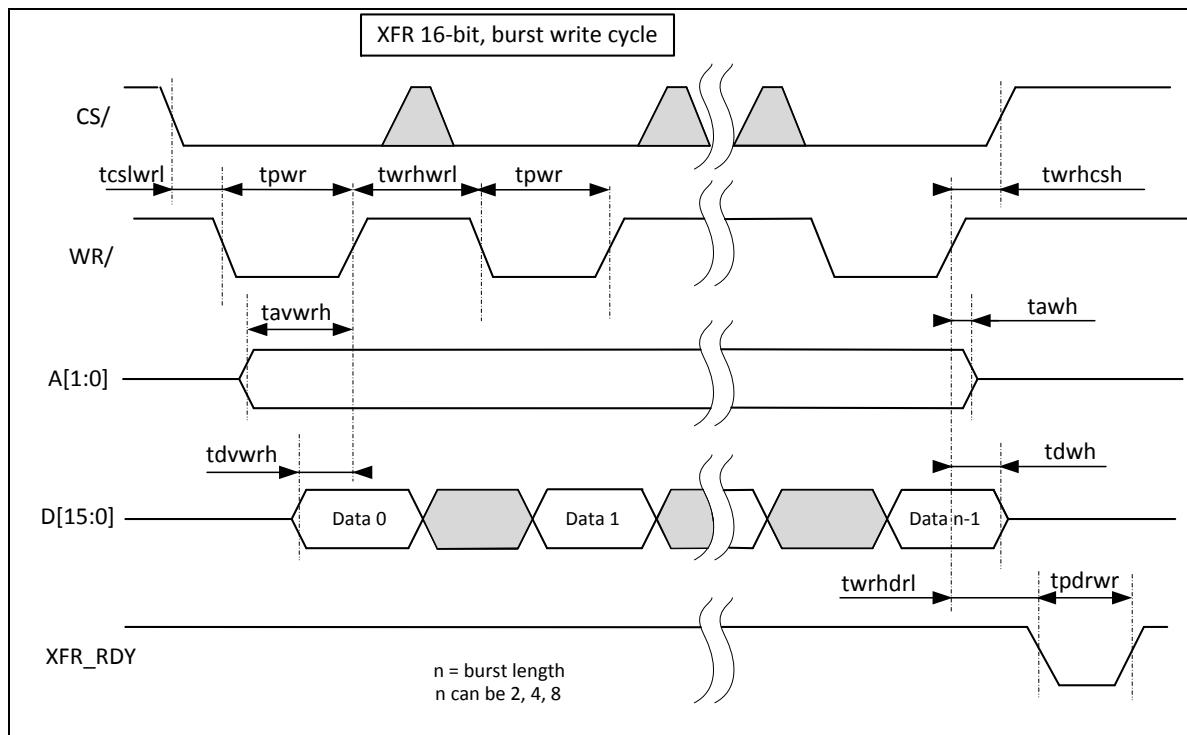 XFR 16-bit, burst write cycle
CS/
tcslwrl tpwr twrhwrl tpwr twrhcsh
WR/
tavwrh tawh
A[1:0]
tdvwrh tdwh
D[15:0] Data 0 Data 1 Data n-1
twrhdrl tpdrwr
XFR_RDY
n = burst length
n can be 2, 4, 8